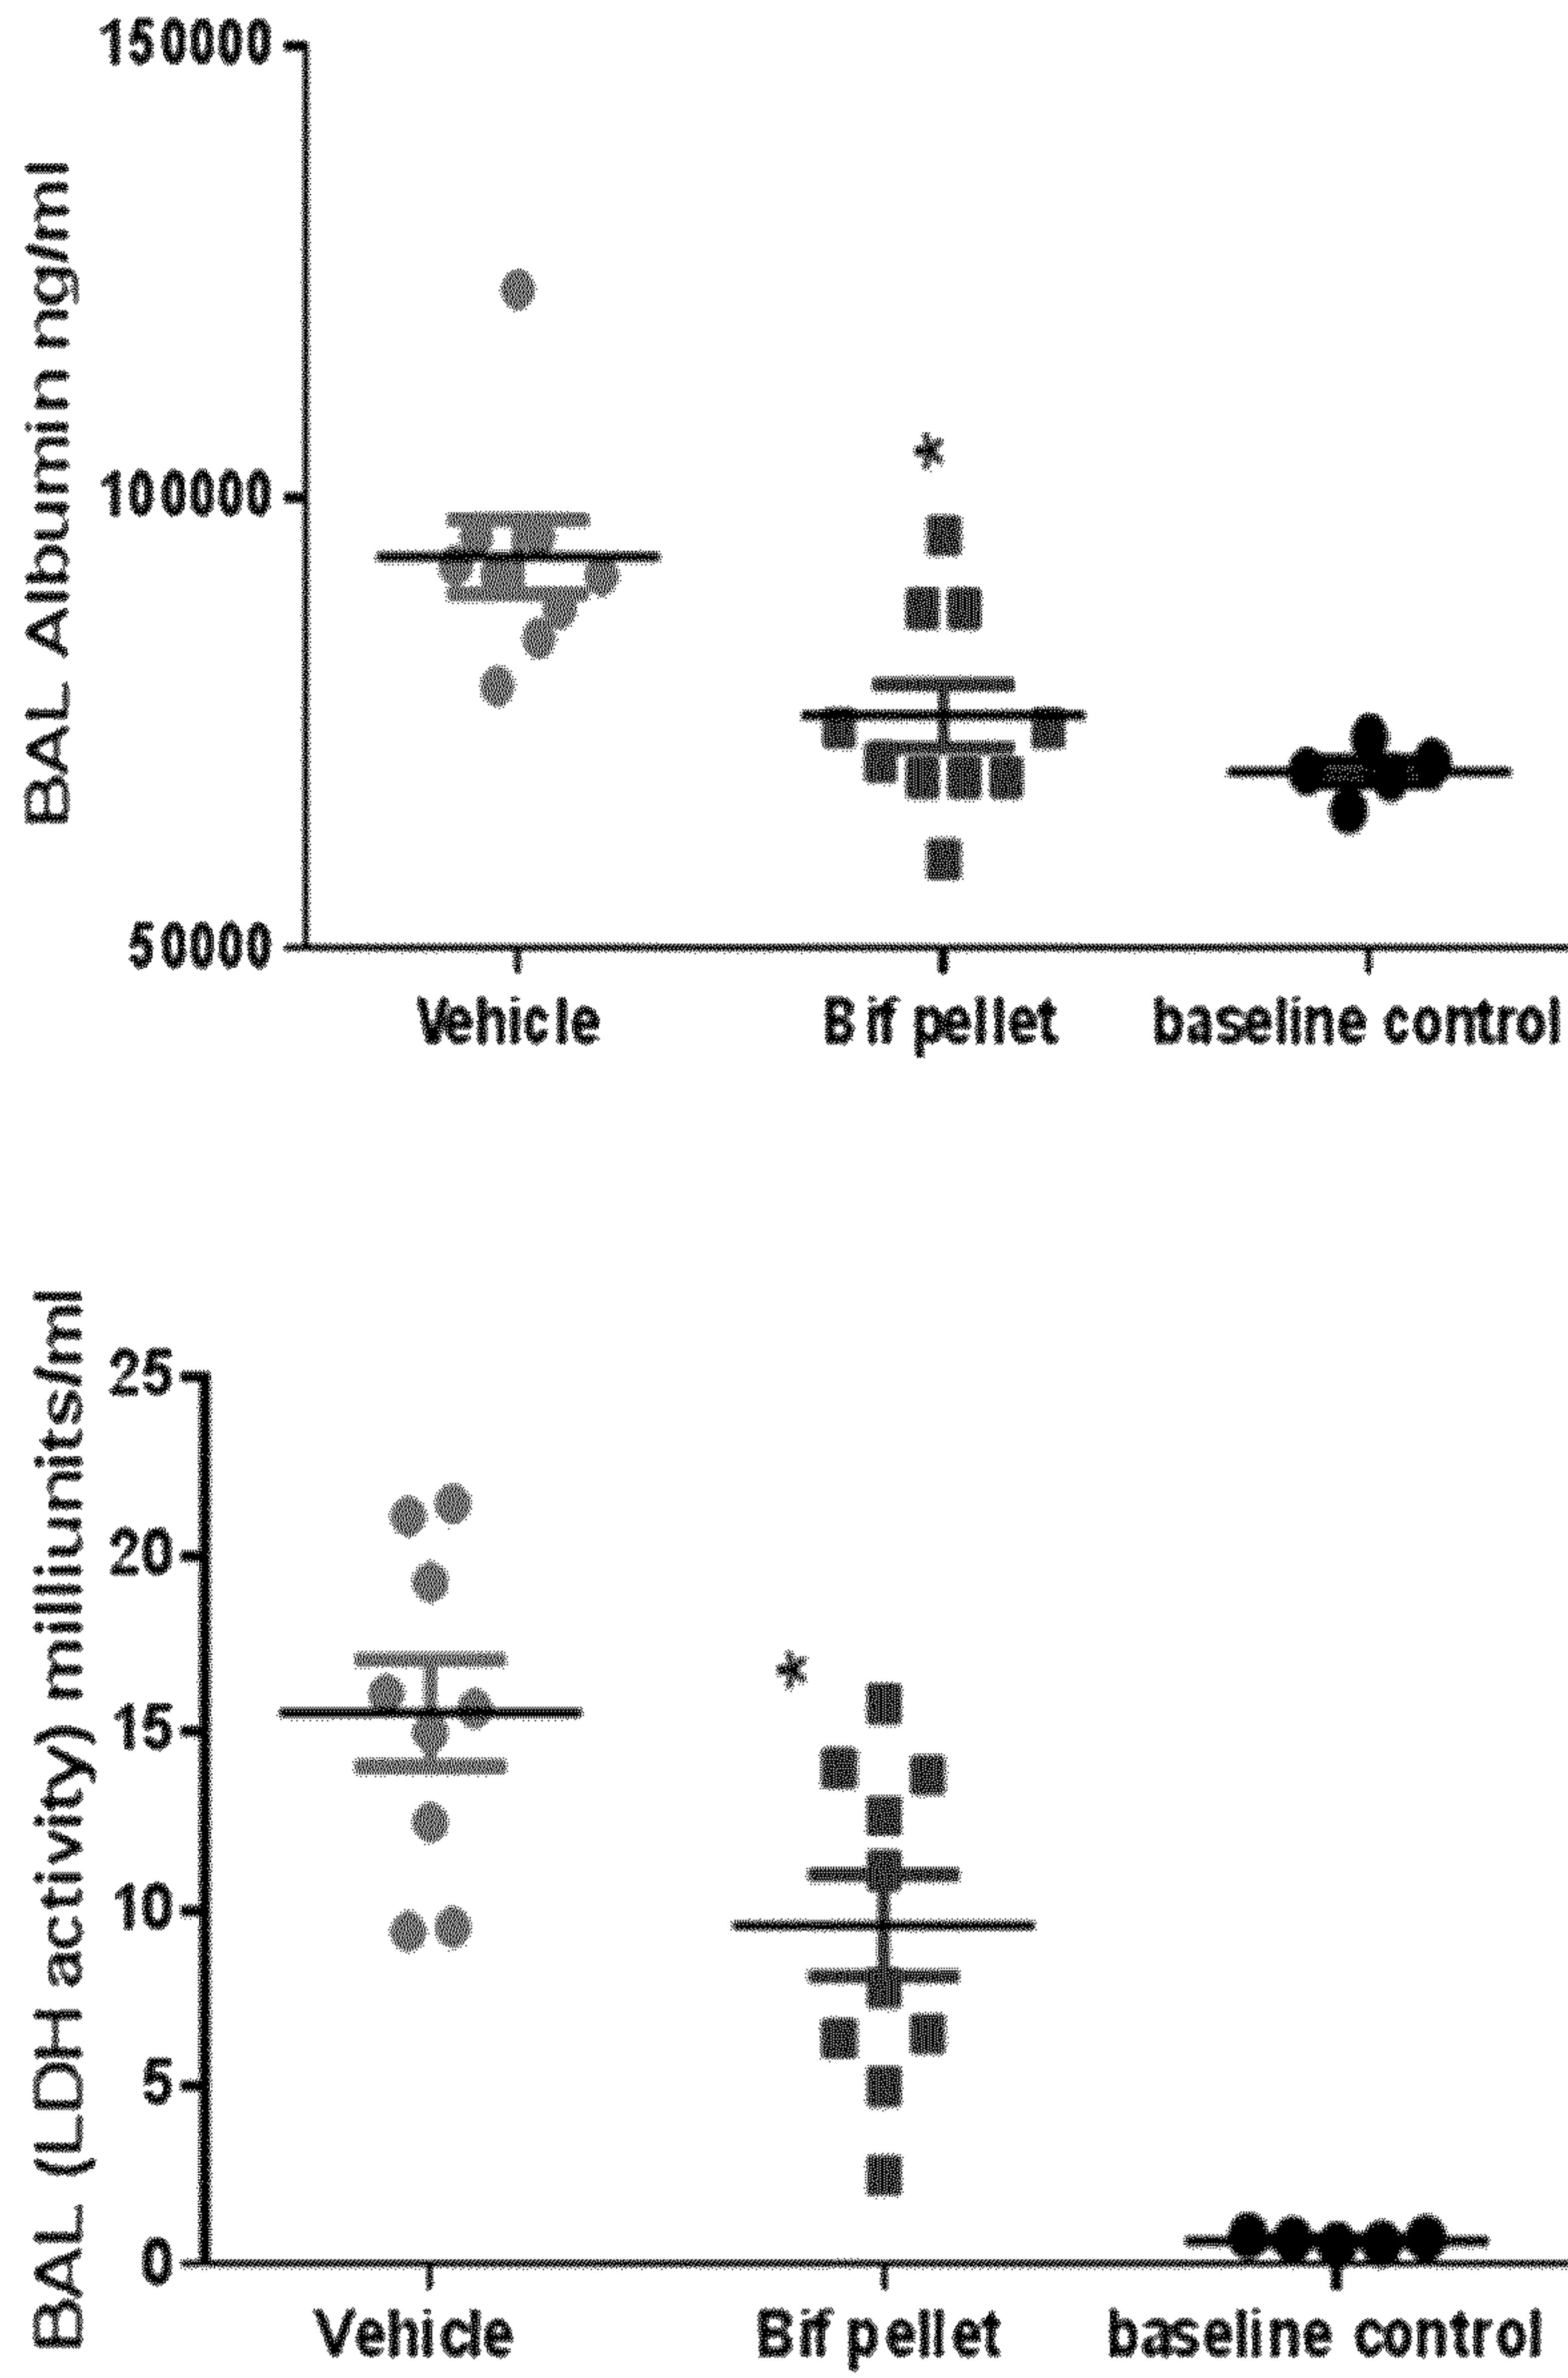 BAL Albumin ng/ml
150000
100000
50000
*
Vehicle
Bif pellet
baseline control
BAL (LDH activity) milliunits/ml
25
20
15
10
5
0
*
Vehicle
Bif pellet
baseline control